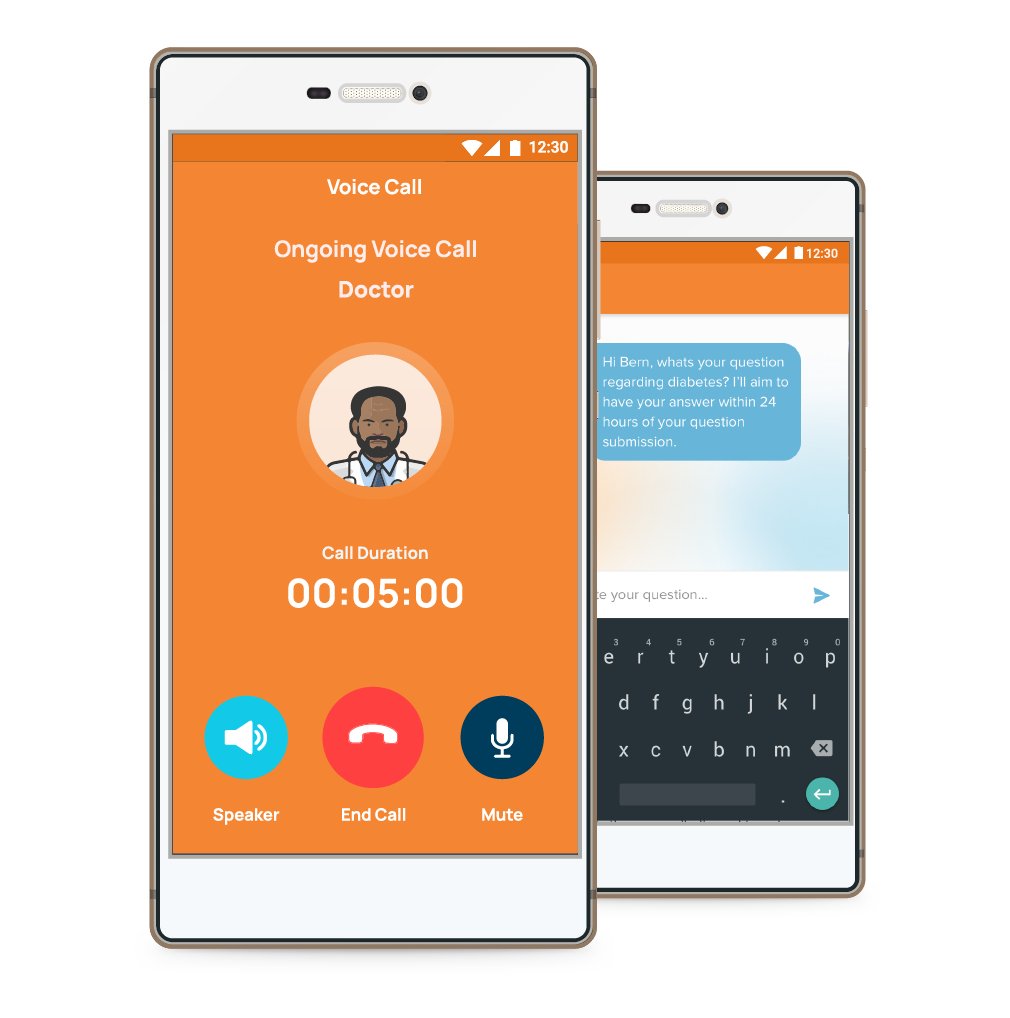 12:30
Voice Call
Ongoing Voice Call
Doctor
Call Duration
00:05:00
Speaker
End Call
Mute
12:30
Hi Bern, whats your question
regarding diabetes? I'll aim to
have your answer within 24
hours of your question
submission.
your question...
3 4 5 6 7 8 9 0
e r t y u i o p
d f g h j k l
x c v b n m
.